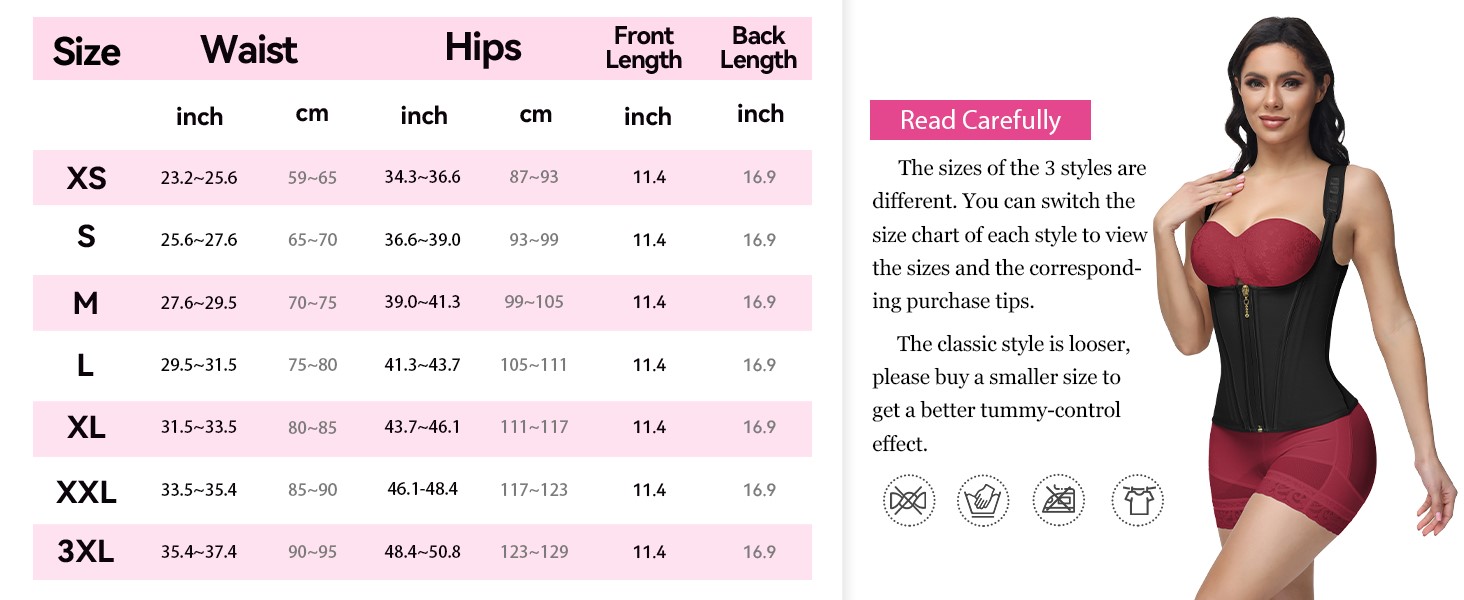 Size Waist Hips Front Length Back Length
inch cm inch cm inch inch
XS 23.2~25.6 59~65 34.3~36.6 87~93 11.4 16.9
S 25.6~27.6 65~70 36.6~39.0 93~99 11.4 16.9
M 27.6~29.5 70~75 39.0~41.3 99~105 11.4 16.9
L 29.5~31.5 75~80 41.3~43.7 105~111 11.4 16.9
XL 31.5~33.5 80~85 43.7~46.1 111~117 11.4 16.9
XXL 33.5~35.4 85~90 46.1-48.4 117~123 11.4 16.9
3XL 35.4~37.4 90~95 48.4~50.8 123~129 11.4 16.9
Read Carefully
The sizes of the 3 styles are
different. You can switch the
size chart of each style to view
the sizes and the correspond-
ing purchase tips.
The classic style is looser,
please buy a smaller size to
get a better tummy-control
effect.